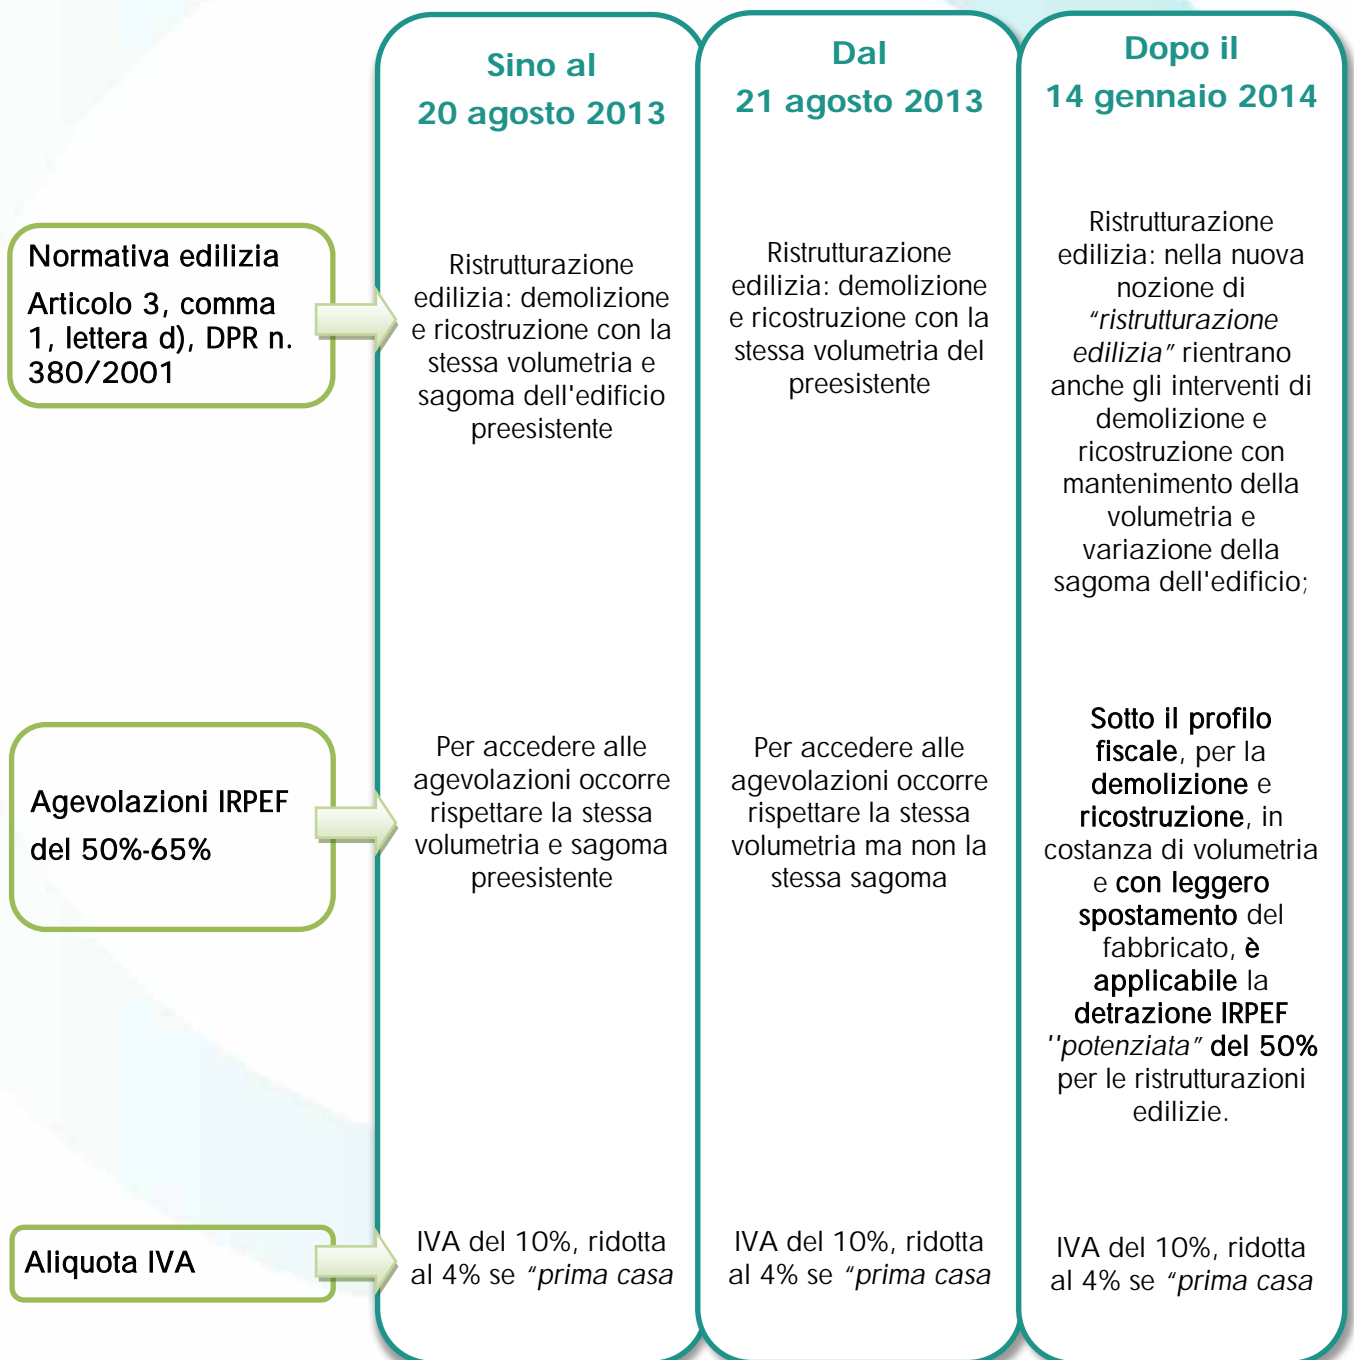 Sino al
20 agosto 2013
Dal
21 agosto 2013
Dopo il
14 gennaio 2014
Normativa edilizia
Articolo 3, comma
1, lettera d), DPR n.
380/2001
Ristrutturazione
edilizia: demolizione
e ricostruzione con la
stessa volumetria e
sagoma dell'edificio
preesistente
Ristrutturazione
edilizia: demolizione
e ricostruzione con la
stessa volumetria del
preesistente
Ristrutturazione
edilizia: nella nuova
nozione di
“ristrutturazione
edilizia” rientrano
anche gli interventi di
demolizione e
ricostruzione con
mantenimento della
volumetria e
variazione della
sagoma dell'edificio;
Agevolazioni IRPEF
del 50%-65%
Per accedere alle
agevolazioni occorre
rispettare la stessa
volumetria e sagoma
preesistente
Per accedere alle
agevolazioni occorre
rispettare la stessa
volumetria ma non la
stessa sagoma
Sotto il profilo
fiscale, per la
demolizione e
ricostruzione, in
costanza di volumetria
e con leggero
spostamento del
fabbricato, è
applicabile la
detrazione IRPEF
''potenziata” del 50%
per le ristrutturazioni
edilizie.
Aliquota IVA
IVA del 10%, ridotta
al 4% se “prima casa
IVA del 10%, ridotta
al 4% se “prima casa
IVA del 10%, ridotta
al 4% se “prima casa